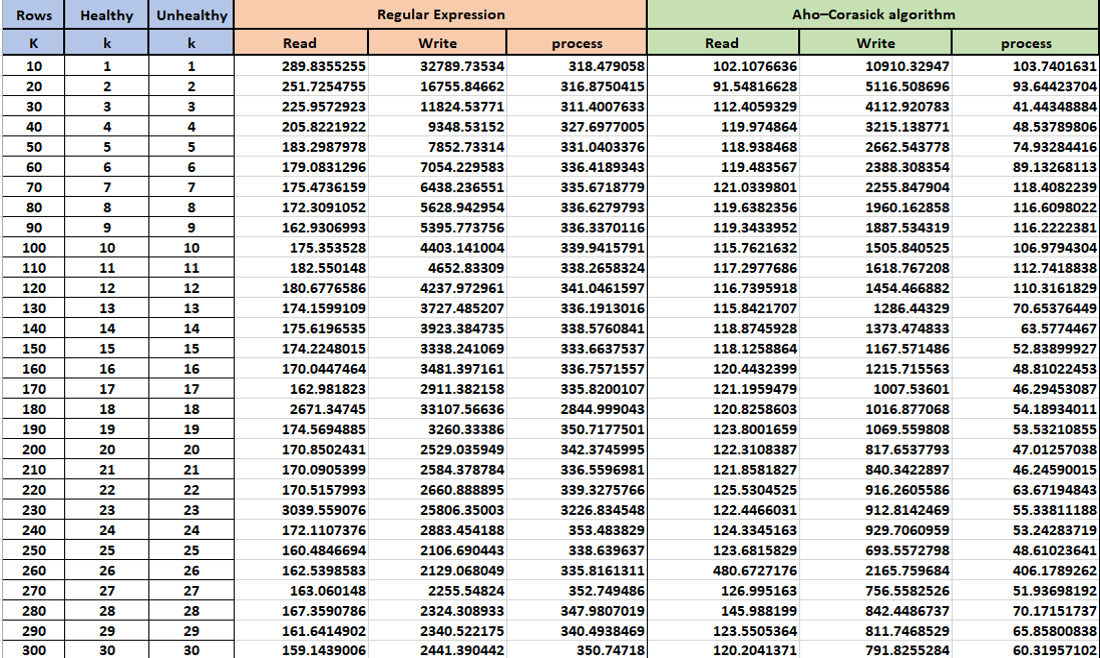 Rows Healthy Unhealthy Regular Expression Aho–Corasick algorithm
K k k Read Write process Read Write process
10 1 1 289.8355255 32789.73534 318.479058 102.1076636 10910.32947 103.7401631
20 2 2 251.7254755 16755.84662 316.8750415 91.54816628 5116.508696 93.64423704
30 3 3 225.9572923 11824.53771 311.4007633 112.4059329 4112.920783 41.44348884
40 4 4 205.8221922 9348.53152 327.6977005 119.974864 3215.138771 48.53789806
50 5 5 183.2987978 7852.73314 331.0403376 118.938468 2662.543778 74.93284416
60 6 6 179.0831296 7054.229583 336.4189343 119.483567 2388.308354 89.13268113
70 7 7 175.4736159 6438.236551 335.6718779 121.0339801 2255.847904 118.4082239
80 8 8 172.3091052 5628.942954 336.6279793 119.6382356 1960.162858 116.6098022
90 9 9 162.9306993 5395.773756 336.3370116 119.3433952 1887.534319 116.2222381
100 10 10 175.353528 4403.141004 339.9415791 115.7621632 1505.840525 106.9794304
110 11 11 182.550148 4652.83309 338.2658324 117.2977686 1618.767208 112.7418838
120 12 12 180.6776586 4237.972961 341.0461597 116.7395918 1454.466882 110.3161829
130 13 13 174.1599109 3727.485207 336.1913016 115.8421707 1286.44329 70.65376449
140 14 14 175.6196535 3923.384735 338.5760841 118.8745928 1373.474833 63.5774467
150 15 15 174.2248015 3338.241069 333.6637537 118.1258864 1167.571486 52.83899927
160 16 16 170.0447464 3481.397161 336.7571557 120.4432399 1215.715563 48.81022453
170 17 17 162.981823 2911.382158 335.8200107 121.1959479 1007.53601 46.29453087
180 18 18 2671.34745 33107.56636 2844.999043 120.8258603 1016.877068 54.18934011
190 19 19 174.5694885 3260.33386 350.7177501 123.8001659 1069.559808 53.53210855
200 20 20 170.8502431 2529.035949 342.3745995 122.3108387 817.6537793 47.01257038
210 21 21 170.0905399 2584.378784 336.5596981 121.8581827 840.3422897 46.24590015
220 22 22 170.5157993 2660.888895 339.3275766 125.5304525 916.2605586 63.67194843
230 23 23 3039.559076 25806.35003 3226.834548 122.4466031 912.8142469 55.33811188
240 24 24 172.1107376 2883.454188 353.483829 124.3345163 929.7060959 53.24283719
250 25 25 160.4846694 2106.690443 338.639637 123.6815829 693.5572798 48.61023641
260 26 26 162.5398583 2129.068049 335.8161311 480.6727176 2165.759684 406.1789262
270 27 27 163.060148 2255.54824 352.749486 126.995163 756.5582526 51.93698192
280 28 28 167.3590786 2324.308933 347.9807019 145.988199 842.4486737 70.17151737
290 29 29 161.6414902 2340.522175 340.4938469 123.5505364 811.7468529 65.85800838
300 30 30 159.1439006 2441.390442 350.74718 120.2041371 791.8255284 60.31957102